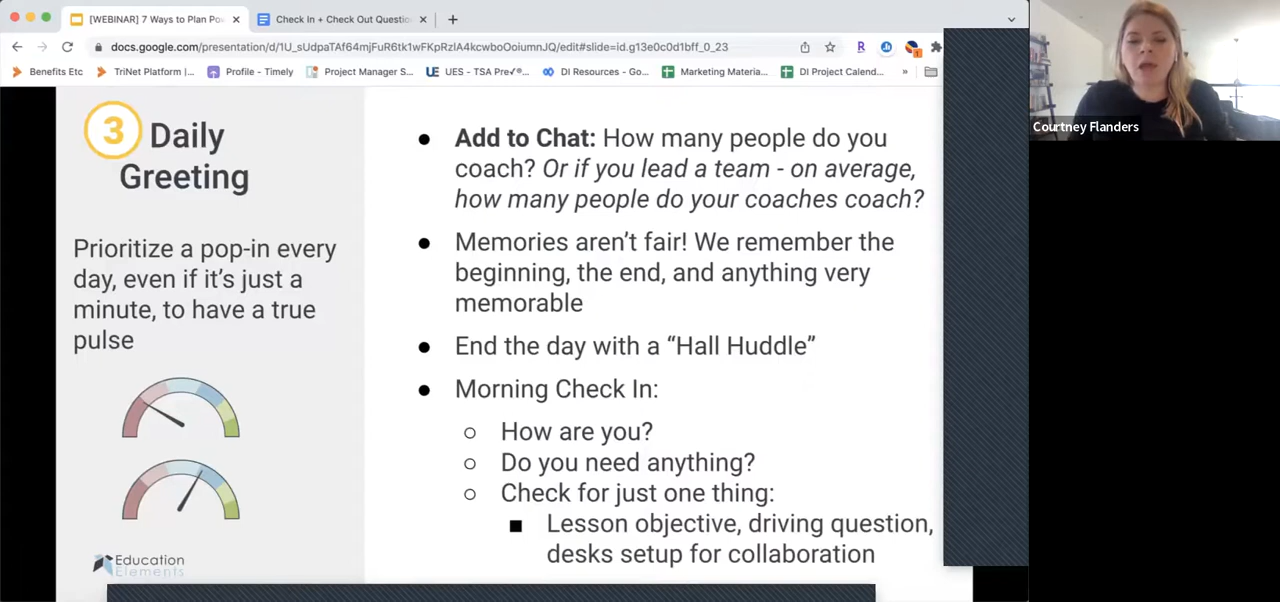 [WEBINAR] 7 Ways to Plan Po
Check In + Check Out Questio
docs.google.com/presentation/d/1U_sUdpaTAf64mjFuR6tk1wFKpRzlA4kcwboOoiumnJQ/edit#slide=id.g13e0c0d1bff_0_23
Benefits Etc
TriNet Platform |...
Profile - Timely
Project Manager S...
UES - TSA Pre✓®...
DI Resources - Go...
Marketing Materia...
DI Project Calend...
»
Courtney Flanders
3 Daily
Greeting
Prioritize a pop-in every
day, even if it's just a
minute, to have a true
pulse
Education
Elements
● Add to Chat: How many people do you
coach? Or if you lead a team - on average,
how many people do your coaches coach?
● Memories aren't fair! We remember the
beginning, the end, and anything very
memorable
● End the day with a “Hall Huddle”
● Morning Check In:
○ How are you?
○ Do you need anything?
○ Check for just one thing:
■ Lesson objective, driving question,
desks setup for collaboration